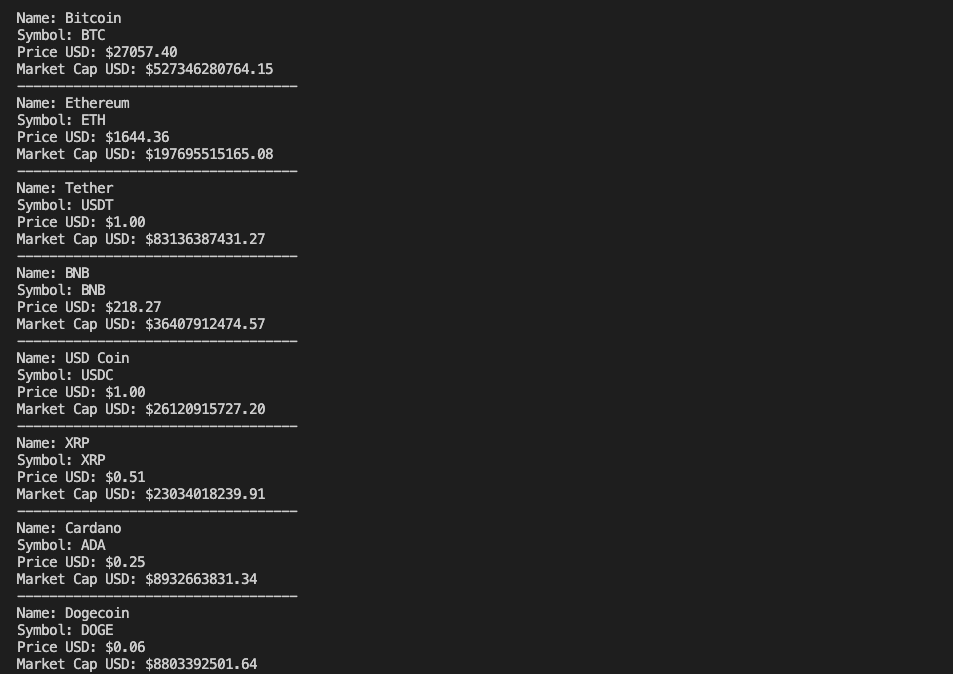 Name: Bitcoin
Symbol: BTC
Price USD: $27057.40
Market Cap USD: $527346280764.15
-----------------------------------
Name: Ethereum
Symbol: ETH
Price USD: $1644.36
Market Cap USD: $197695515165.08
-----------------------------------
Name: Tether
Symbol: USDT
Price USD: $1.00
Market Cap USD: $83136387431.27
-----------------------------------
Name: BNB
Symbol: BNB
Price USD: $218.27
Market Cap USD: $36407912474.57
-----------------------------------
Name: USD Coin
Symbol: USDC
Price USD: $1.00
Market Cap USD: $26120915727.20
-----------------------------------
Name: XRP
Symbol: XRP
Price USD: $0.51
Market Cap USD: $23034018239.91
-----------------------------------
Name: Cardano
Symbol: ADA
Price USD: $0.25
Market Cap USD: $8932663831.34
-----------------------------------
Name: Dogecoin
Symbol: DOGE
Price USD: $0.06
Market Cap USD: $8803392501.64